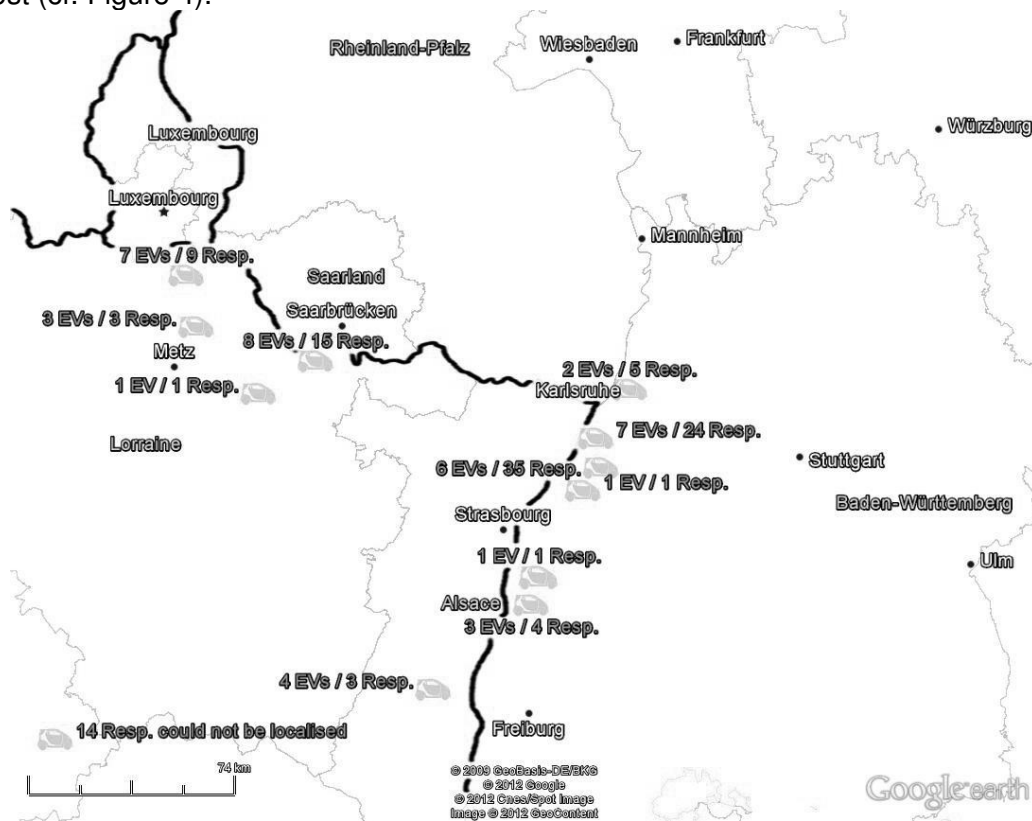 Rheinland-Pfalz
Wiesbaden
Frankfurt
Luxembourg
Würzburg
Luxembourg
Mannheim
7 EVs / 9 Resp.
Saarland
Saarbrücken
3 EVs / 3 Resp.
8 EVs / 15 Resp.
Metz
2 EVs / 5 Resp.
1 EV / 1 Resp.
Karlsruhe
7 EVs / 24 Resp.
Lorraine
Stuttgart
6 EVs / 35 Resp.
1 EV / 1 Resp.
Baden-Württemberg
Strasbourg
1 EV / 1 Resp.
Ulm
Alsace
3 EVs / 4 Resp.
4 EVs / 3 Resp.
Freiburg
14 Resp. could not be localised
74 km
© 2009 GeoBasis-DE/BKG
© 2012 Google
© 2012 Cnes/Spot Image
Image © 2012 GeoContent
Google earth